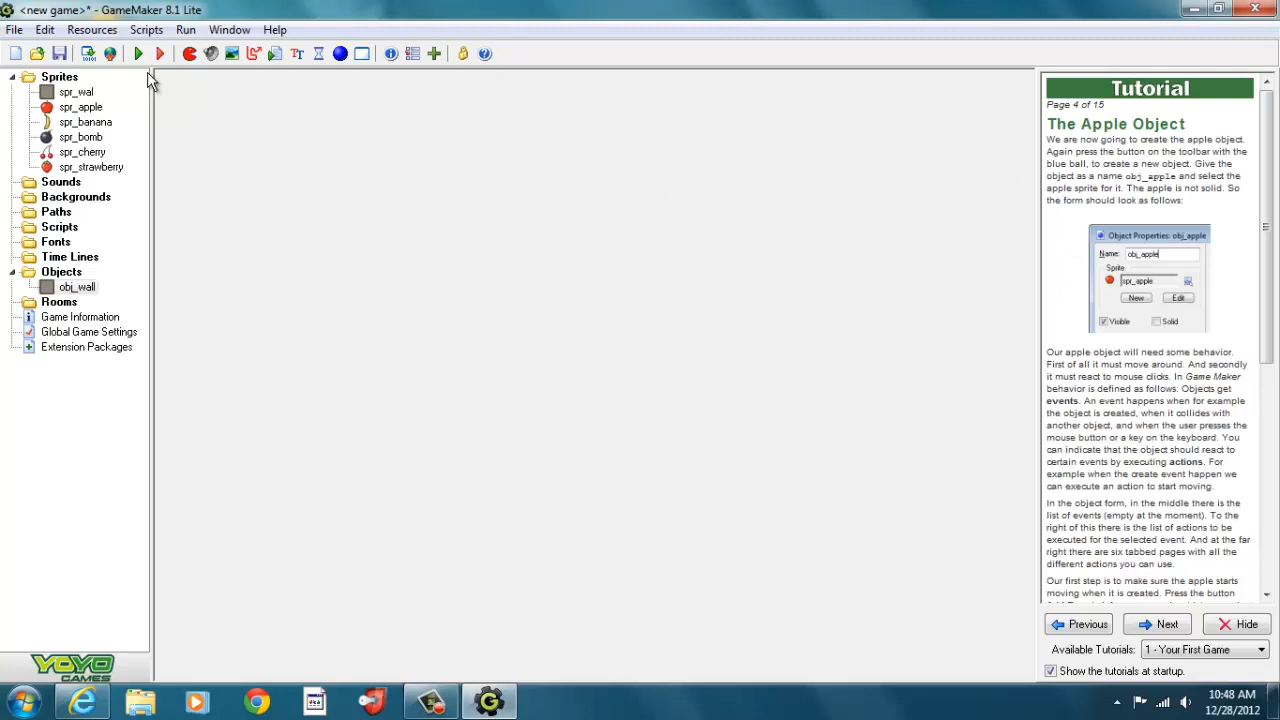 <new game>* - GameMaker 8.1 Lite
File Edit Resources Scripts Run Window Help
Sprites
spr_wal
spr_apple
spr_banana
spr_bomb
spr_cherry
spr_strawberry
Sounds
Backgrounds
Paths
Scripts
Fonts
Time Lines
Objects
obj_wall
Rooms
Game Information
Global Game Settings
Extension Packages
YOYO
GAMES
Tutorial
Page 4 of 15
The Apple Object
We are now going to create the apple object.
Again press the button on the toolbar with the
blue ball, to create a new object. Give the
object as a name obj_apple and select the
apple sprite for it. The apple is not solid. So
the form should look as follows:
Object Properties: obj_apple
Name: obj_apple
Sprite
spr_apple
New Edit
Visible Solid
Our apple object will need some behavior.
First of all it must move around. And secondly
it must react to mouse clicks. In Game Maker
behavior is defined as follows: Objects get
events. An event happens when for example
the object is created, when it collides with
another object, and when the user presses the
mouse button or a key on the keyboard. You
can indicate that the object should react to
certain events by executing actions. For
example when the create event happen we
can execute an action to start moving.
In the object form, in the middle there is the
list of events (empty at the moment). To the
right of this there is the list of actions to be
executed for the selected event. And at the far
right there are six tabbed pages with all the
different actions you can use.
Our first step is to make sure the apple starts
moving when it is created. Press the button
Previous Next Hide
Available Tutorials: 1 - Your First Game
Show the tutorials at startup.
10:48 AM
12/28/2012